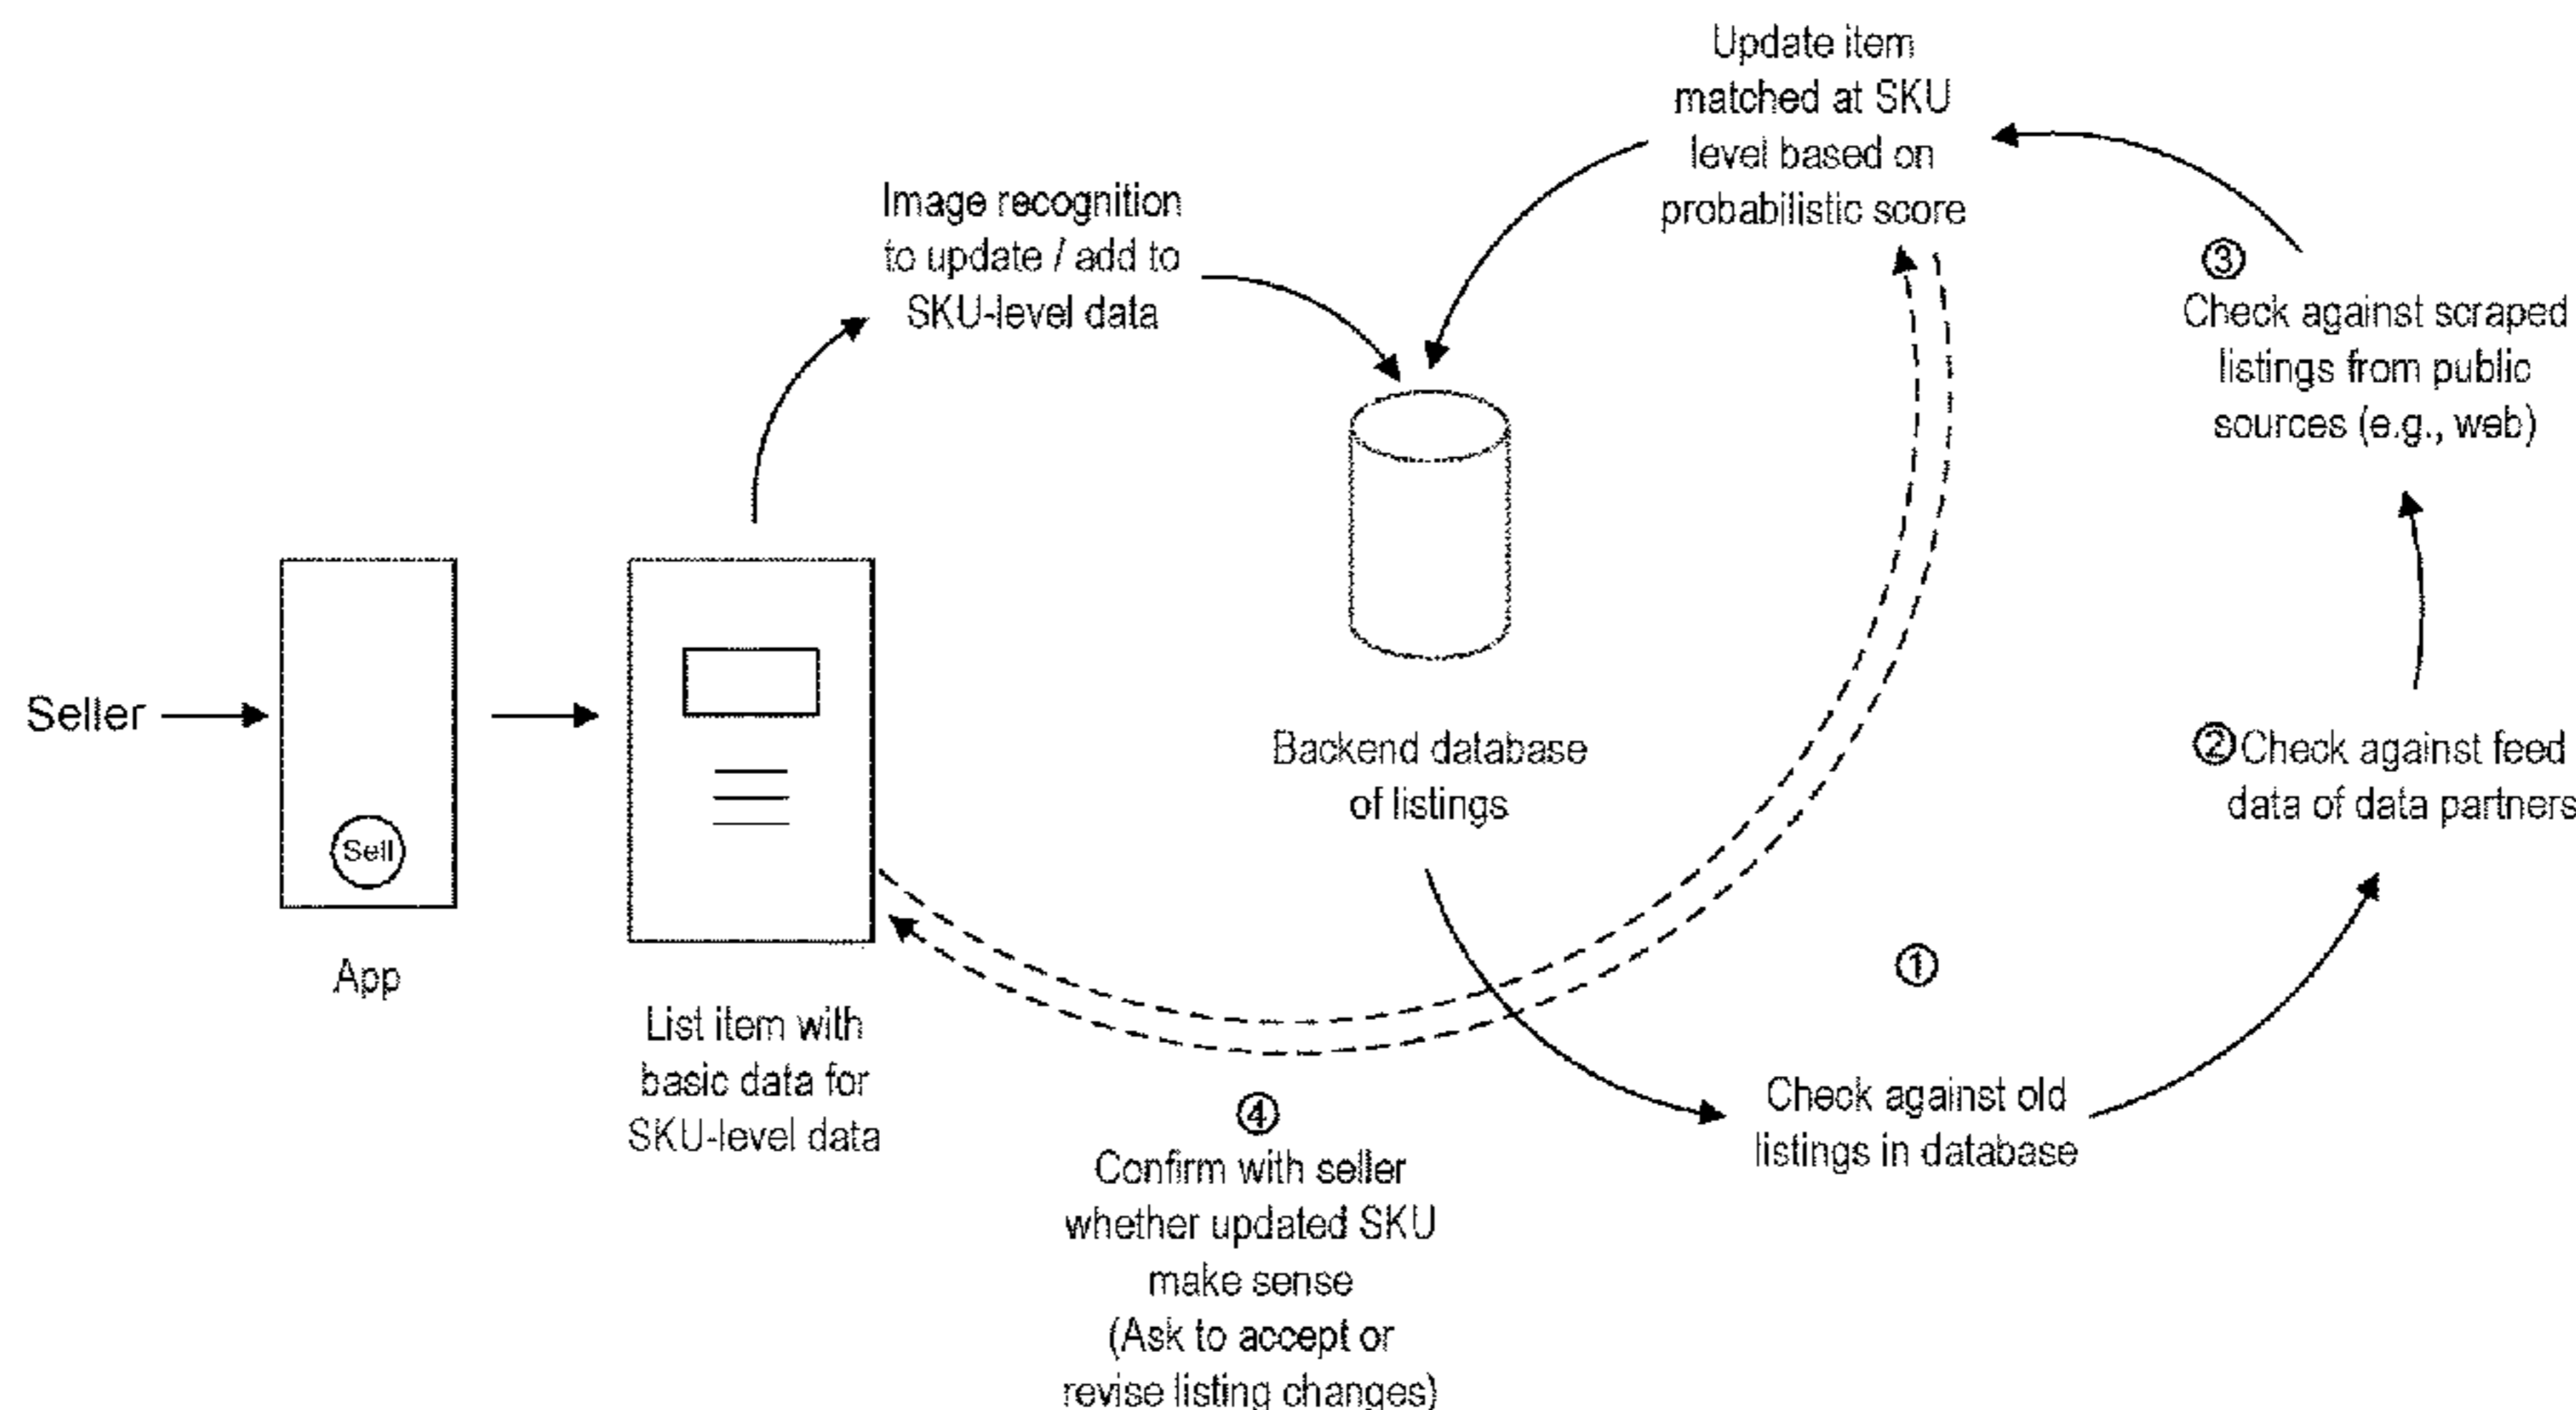 Update item
matched at SKU
level based on
probabilistic score
Image recognition
to update / add to
SKU-level data
③
Check against scraped
listings from public
sources (e.g., web)
Seller
Sell
App
List item with
basic data for
SKU-level data
Backend database
of listings
② Check against feed
data of data partners
①
Check against old
listings in database
④
Confirm with seller
whether updated SKU
make sense
(Ask to accept or
revise listing changes)